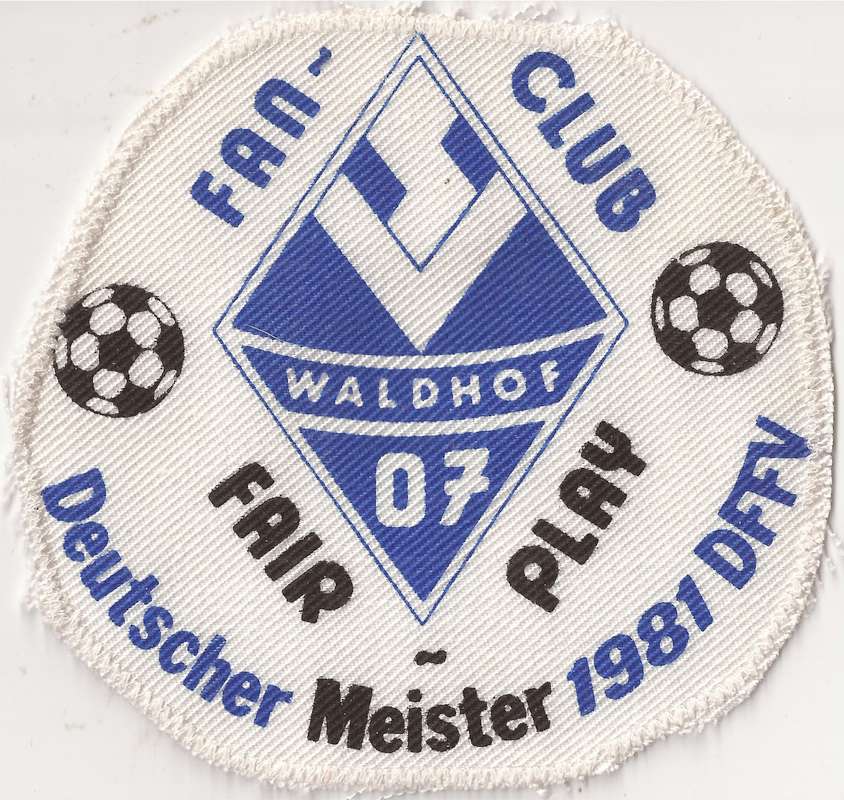 FAN-CLUB
WALDHOF
07
FAIR-PLAY
Deutscher Meister 1981 DFFV